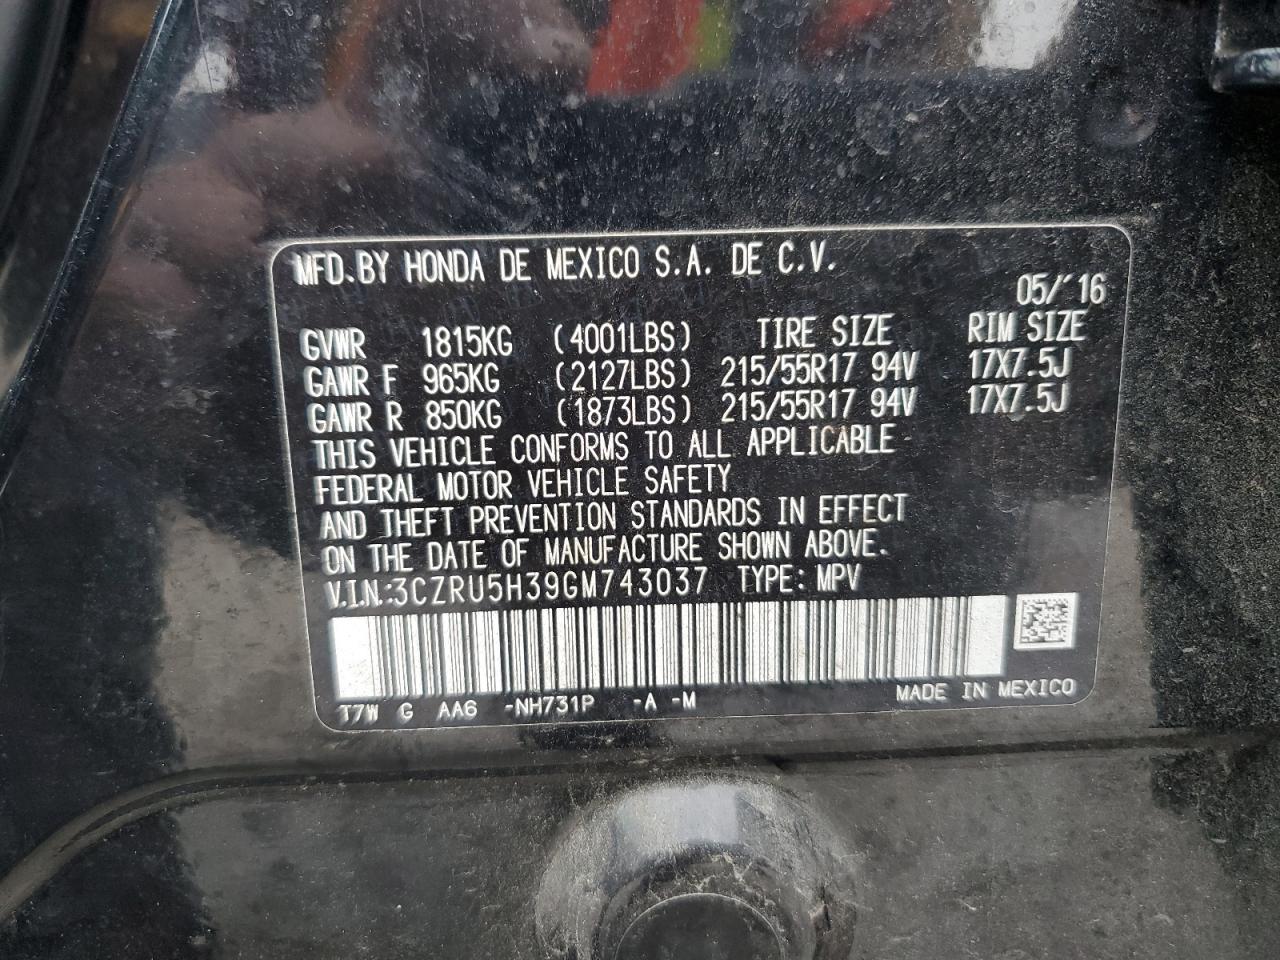 MFD.BY HONDA DE MEXICO S.A. DE C.V.
05/'16
GVWR 1815KG (4001LBS) TIRE SIZE RIM SIZE
GAWR F 965KG (2127LBS) 215/55R17 94V 17X7.5J
GAWR R 850KG (1873LBS) 215/55R17 94V 17X7.5J
THIS VEHICLE CONFORMS TO ALL APPLICABLE
FEDERAL MOTOR VEHICLE SAFETY
AND THEFT PREVENTION STANDARDS IN EFFECT
ON THE DATE OF MANUFACTURE SHOWN ABOVE.
V.I.N.:3CZRU5H39GM743037 TYPE: MPV
T7W G AA6 -NH731P -A -M MADE IN MEXICO